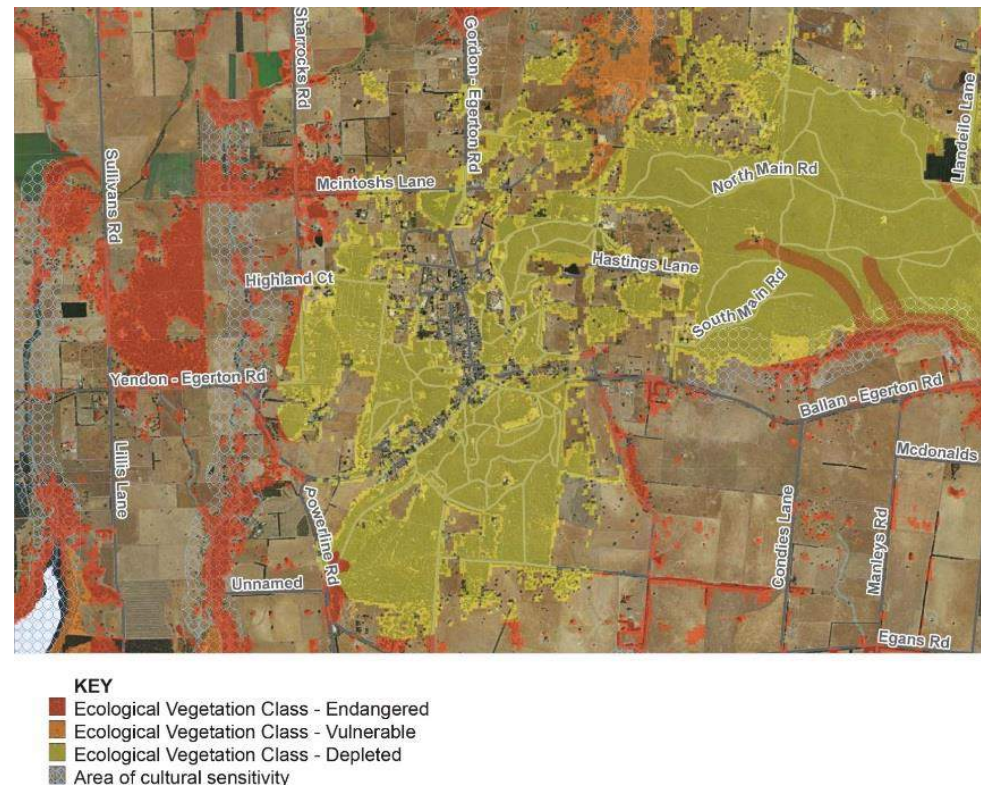 Sharrocks Rd
Gordon - Egerton Rd
Llandeilo Lane
Sullivans Rd
Mcintoshs Lane
North Main Rd
Highland Ct
Hastings Lane
South Main Rd
Yendon - Egerton Rd
Ballan - Egerton Rd
Lillis Lane
Mcdonalds
Powerline Rd
Condies Lane
Manleys Rd
Unnamed
Egans Rd
KEY
Ecological Vegetation Class - Endangered
Ecological Vegetation Class - Vulnerable
Ecological Vegetation Class - Depleted
Area of cultural sensitivity